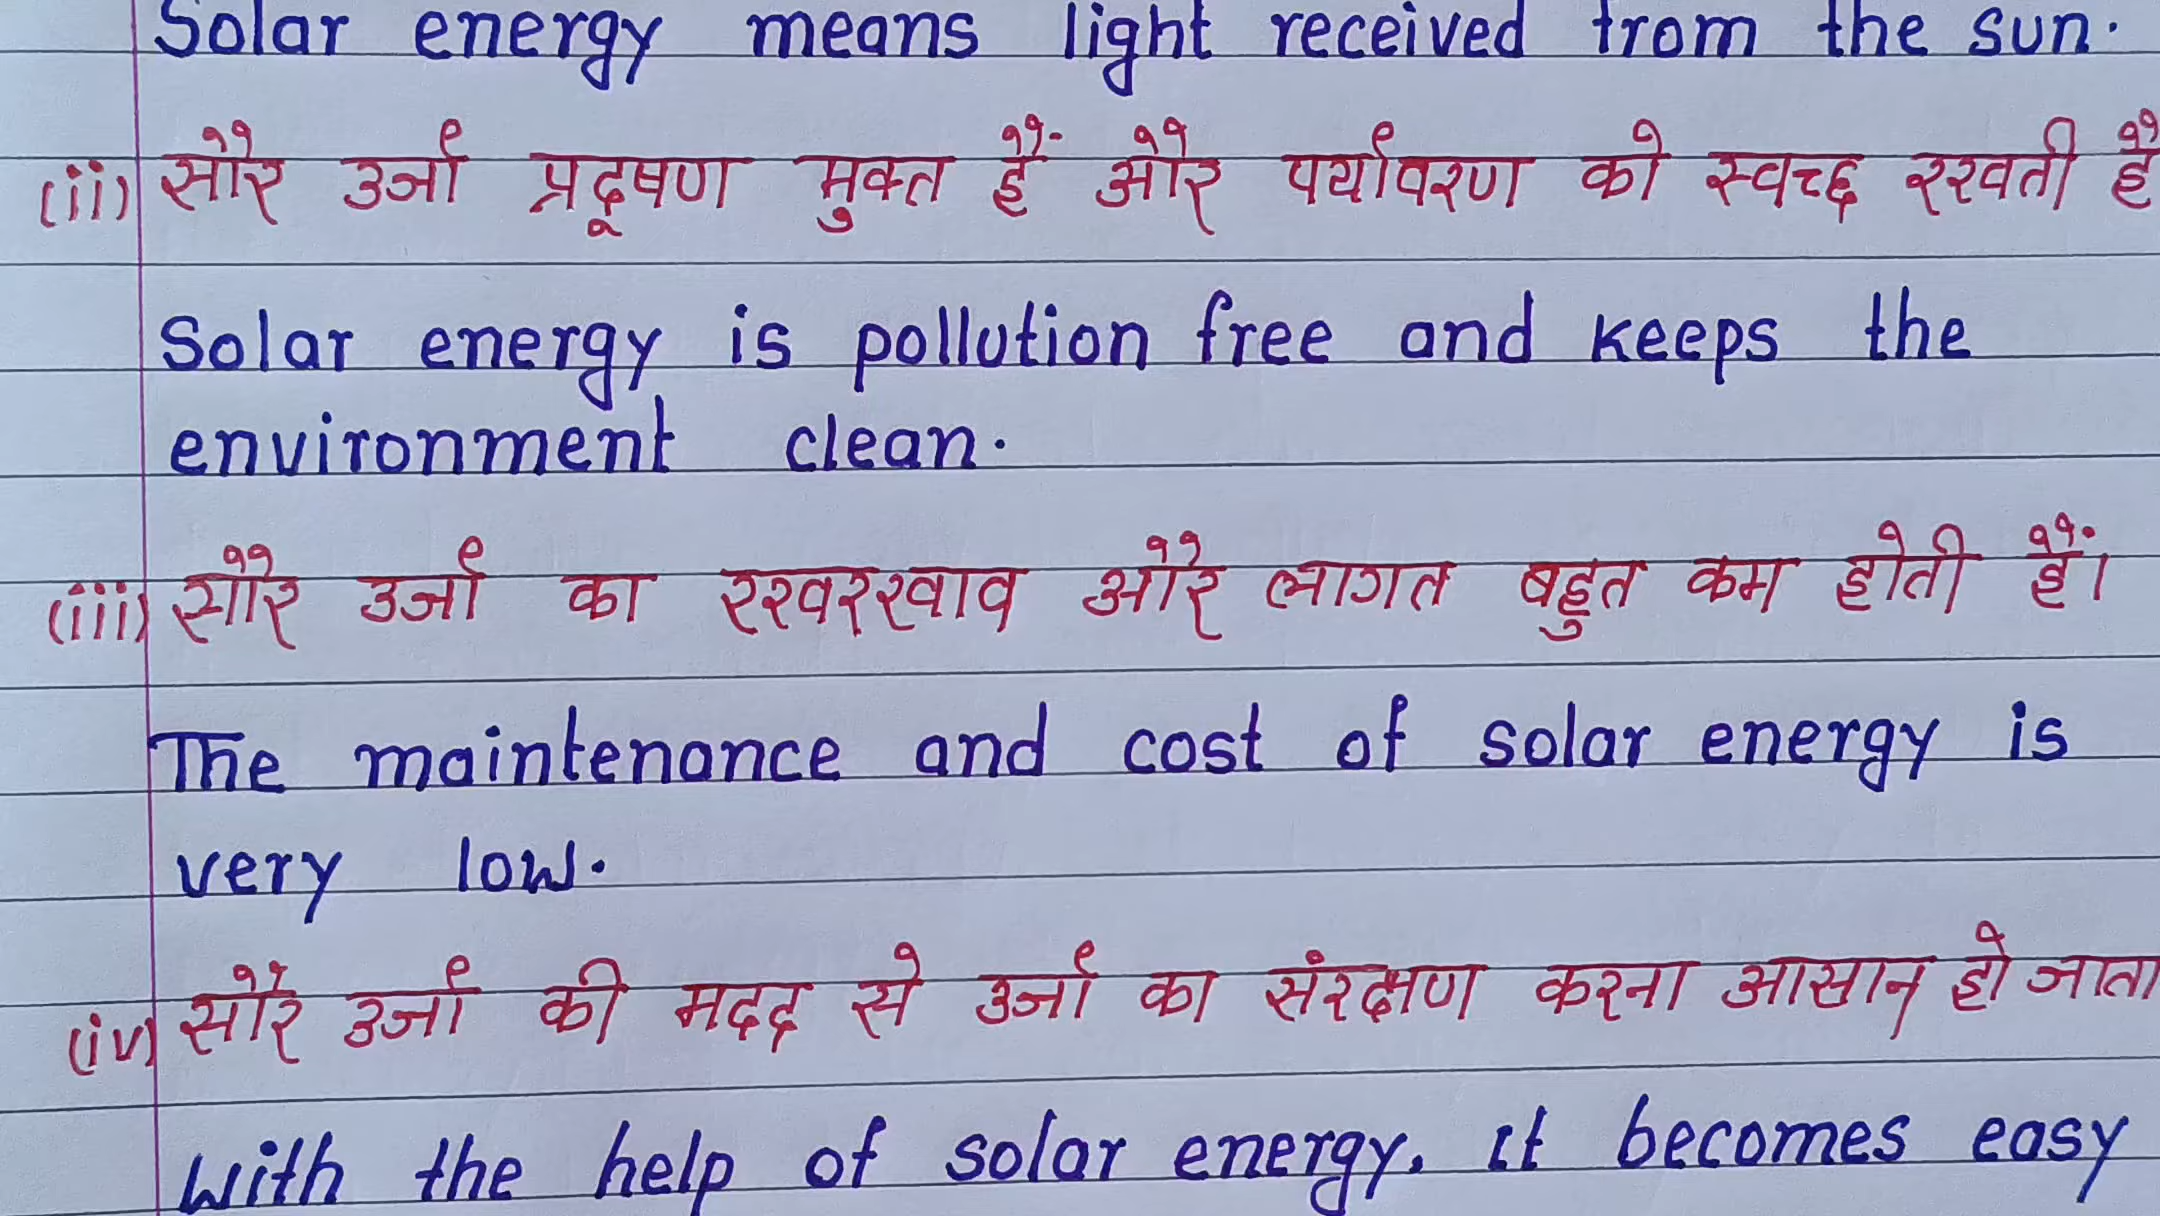 Solar energy means light received from the sun.
(ii) सौर उर्जा प्रदूषण मुक्त हैं और पर्यावरण को स्वच्छ रखती है
Solar energy is pollution free and keeps the
environment clean.
(iii) सौर उर्जा का रखरखाव और लागत बहुत कम होती हैं।
The maintenance and cost of solar energy is
very low.
(iv) सौर उर्जा की मदद से उर्जा का संरक्षण करना आसान हो जाता
With the help of solar energy, it becomes easy